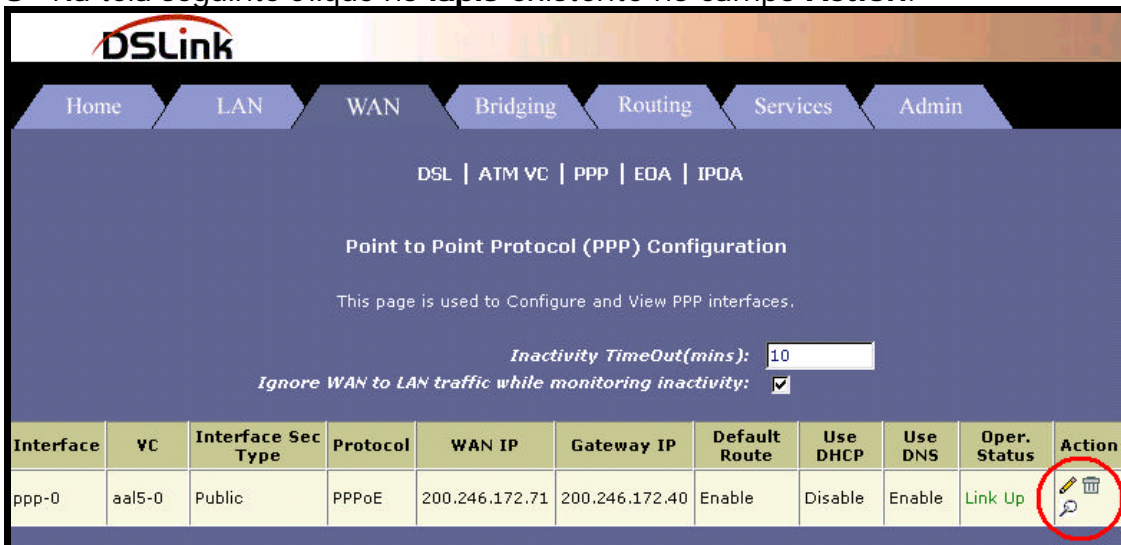 DSLink
Home LAN WAN Bridging Routing Services Admin
DSL | ATM VC | PPP | EOA | IPOA
Point to Point Protocol (PPP) Configuration
This page is used to Configure and View PPP interfaces.
Inactivity TimeOut(mins): 10
Ignore WAN to LAN traffic while monitoring inactivity:
Interface VC Interface Sec Type Protocol WAN IP Gateway IP Default Route Use DHCP Use DNS Oper. Status Action
ppp-0 aal5-0 Public PPPoE 200.246.172.71 200.246.172.40 Enable Disable Enable Link Up